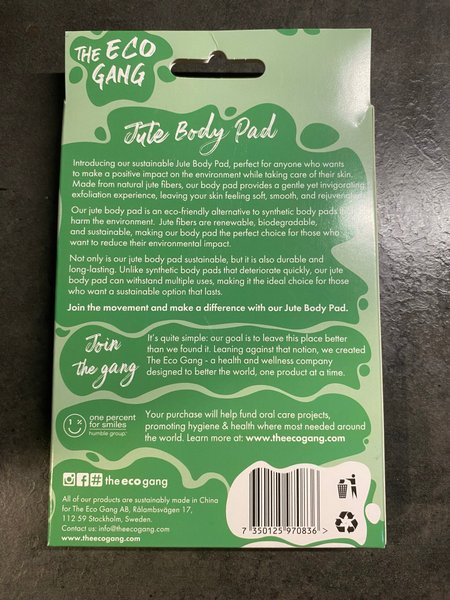 THE ECO
GANG
Jute Body Pad
Introducing our sustainable Jute Body Pad, perfect for anyone who wants
to make a positive impact on the environment while taking care of their skin.
Made from natural jute fibers, our body pad provides a gentle yet invigorating
exfoliation experience, leaving your skin feeling soft, smooth, and rejuvenated.
Our jute body pad is an eco-friendly alternative to synthetic body pads that
harm the environment. Jute fibers are renewable, biodegradable,
and sustainable, making our body pad the perfect choice for those who
want to reduce their environmental impact.
Not only is our jute body pad sustainable, but it is also durable and
long-lasting. Unlike synthetic body pads that deteriorate quickly, our jute
body pad can withstand multiple uses, making it the ideal choice for those
who want a sustainable option that lasts.
Join the movement and make a difference with our Jute Body Pad.
Join
the gang
It's quite simple: our goal is to leave this place better
than we found it. Leaning against that notion, we created
The Eco Gang - a health and wellness company
designed to better the world, one product at a time.
1 %
one percent
for smiles
humble group
Your purchase will help fund oral care projects,
promoting hygiene & health where most needed around
the world. Learn more at: www.theecogang.com
# the eco gang
All of our products are sustainably made in China
for The Eco Gang AB, Rålambsvägen 17,
112 59 Stockholm, Sweden.
Contact us: info@theecogang.com
7 350125 970836 >